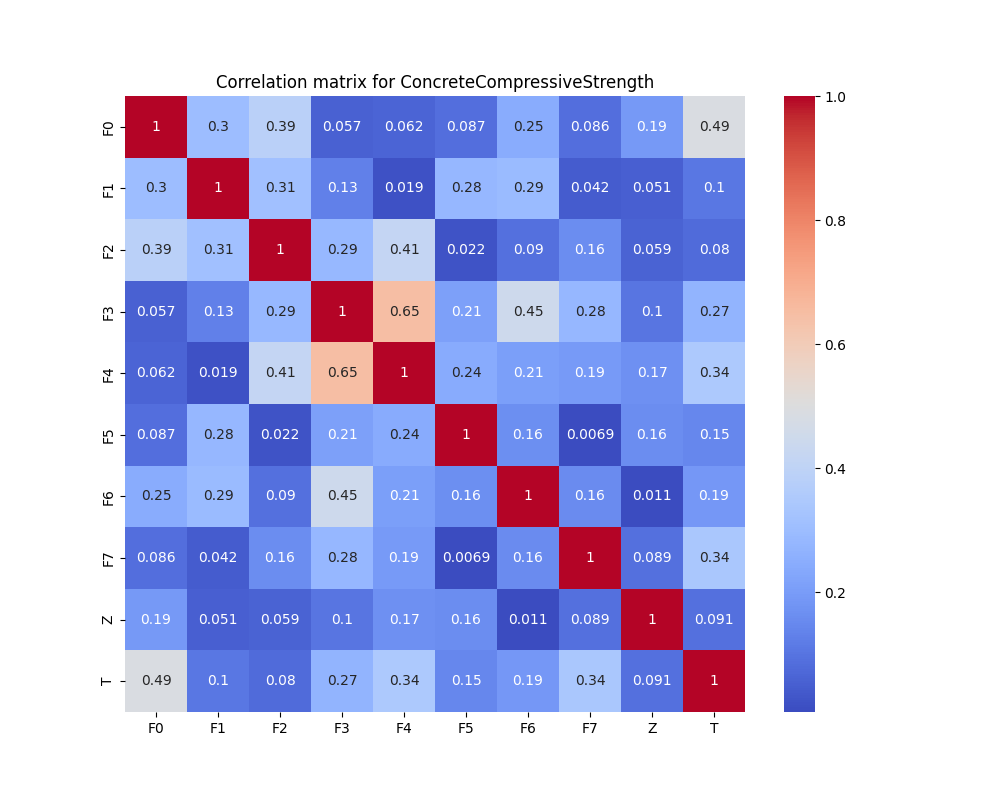 Correlation matrix for ConcreteCompressiveStrength
F0 1 0.3 0.39 0.057 0.062 0.087 0.25 0.086 0.19 0.49
F1 0.3 1 0.31 0.13 0.019 0.28 0.29 0.042 0.051 0.1
F2 0.39 0.31 1 0.29 0.41 0.022 0.09 0.16 0.059 0.08
F3 0.057 0.13 0.29 1 0.65 0.21 0.45 0.28 0.1 0.27
F4 0.062 0.019 0.41 0.65 1 0.24 0.21 0.19 0.17 0.34
F5 0.087 0.28 0.022 0.21 0.24 1 0.16 0.0069 0.16 0.15
F6 0.25 0.29 0.09 0.45 0.21 0.16 1 0.16 0.011 0.19
F7 0.086 0.042 0.16 0.28 0.19 0.0069 0.16 1 0.089 0.34
Z 0.19 0.051 0.059 0.1 0.17 0.16 0.011 0.089 1 0.091
T 0.49 0.1 0.08 0.27 0.34 0.15 0.19 0.34 0.091 1
F0 F1 F2 F3 F4 F5 F6 F7 Z T
1.0
0.8
0.6
0.4
0.2